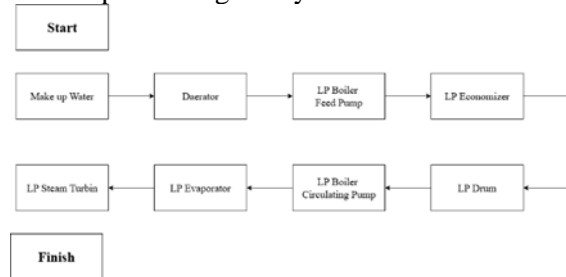 Start
Make up Water
Daerator
LP Boiler
Feed Pump
LP Economizer
LP Steam Turbin
LP Evaporator
LP Boiler
Circulating Pump
LP Drum
Finish